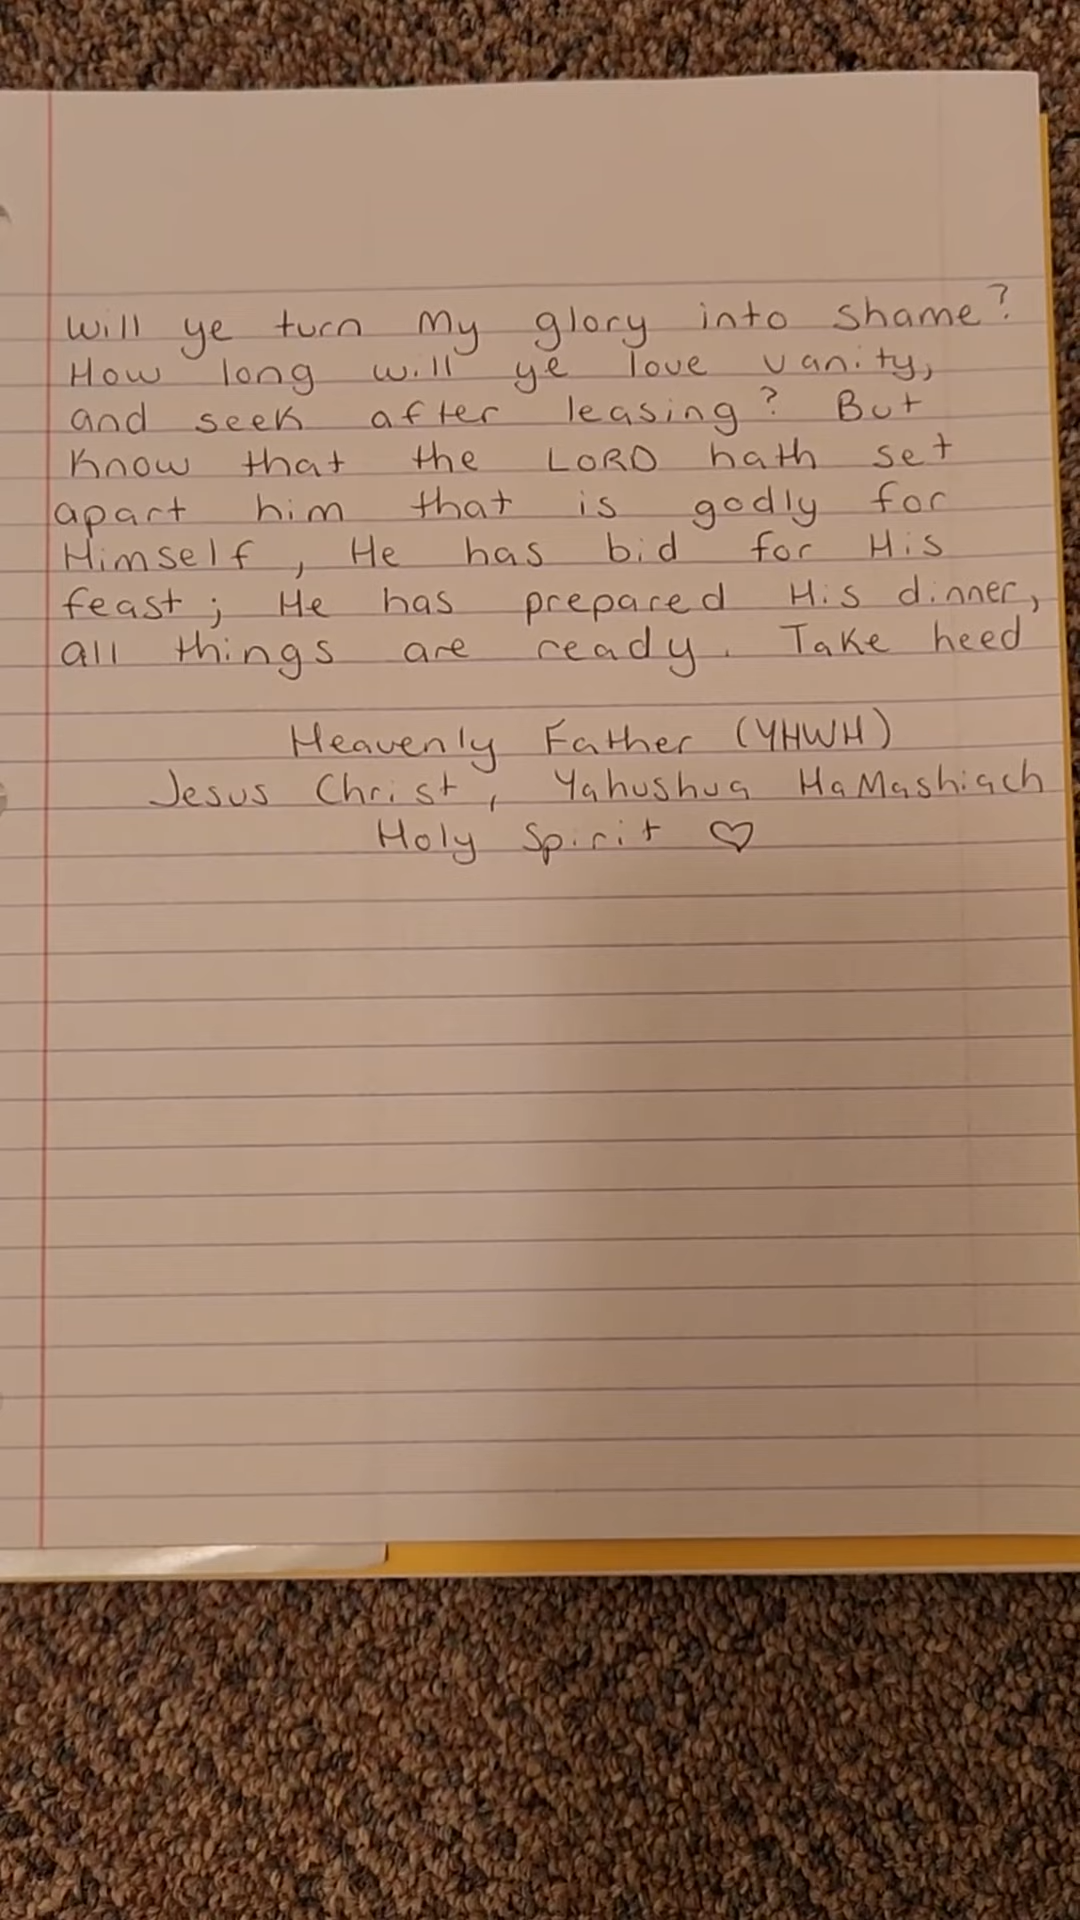 Will ye turn My glory into shame?
How long will ye love vanity,
and seek after leasing? But
know that the LORD hath set
apart him that is godly for
Himself, He has bid for His
feast; He has prepared His dinner,
all things are ready. Take heed
Heavenly Father (YHWH)
Jesus Christ, Yahushua HaMashiach
Holy Spirit ♡